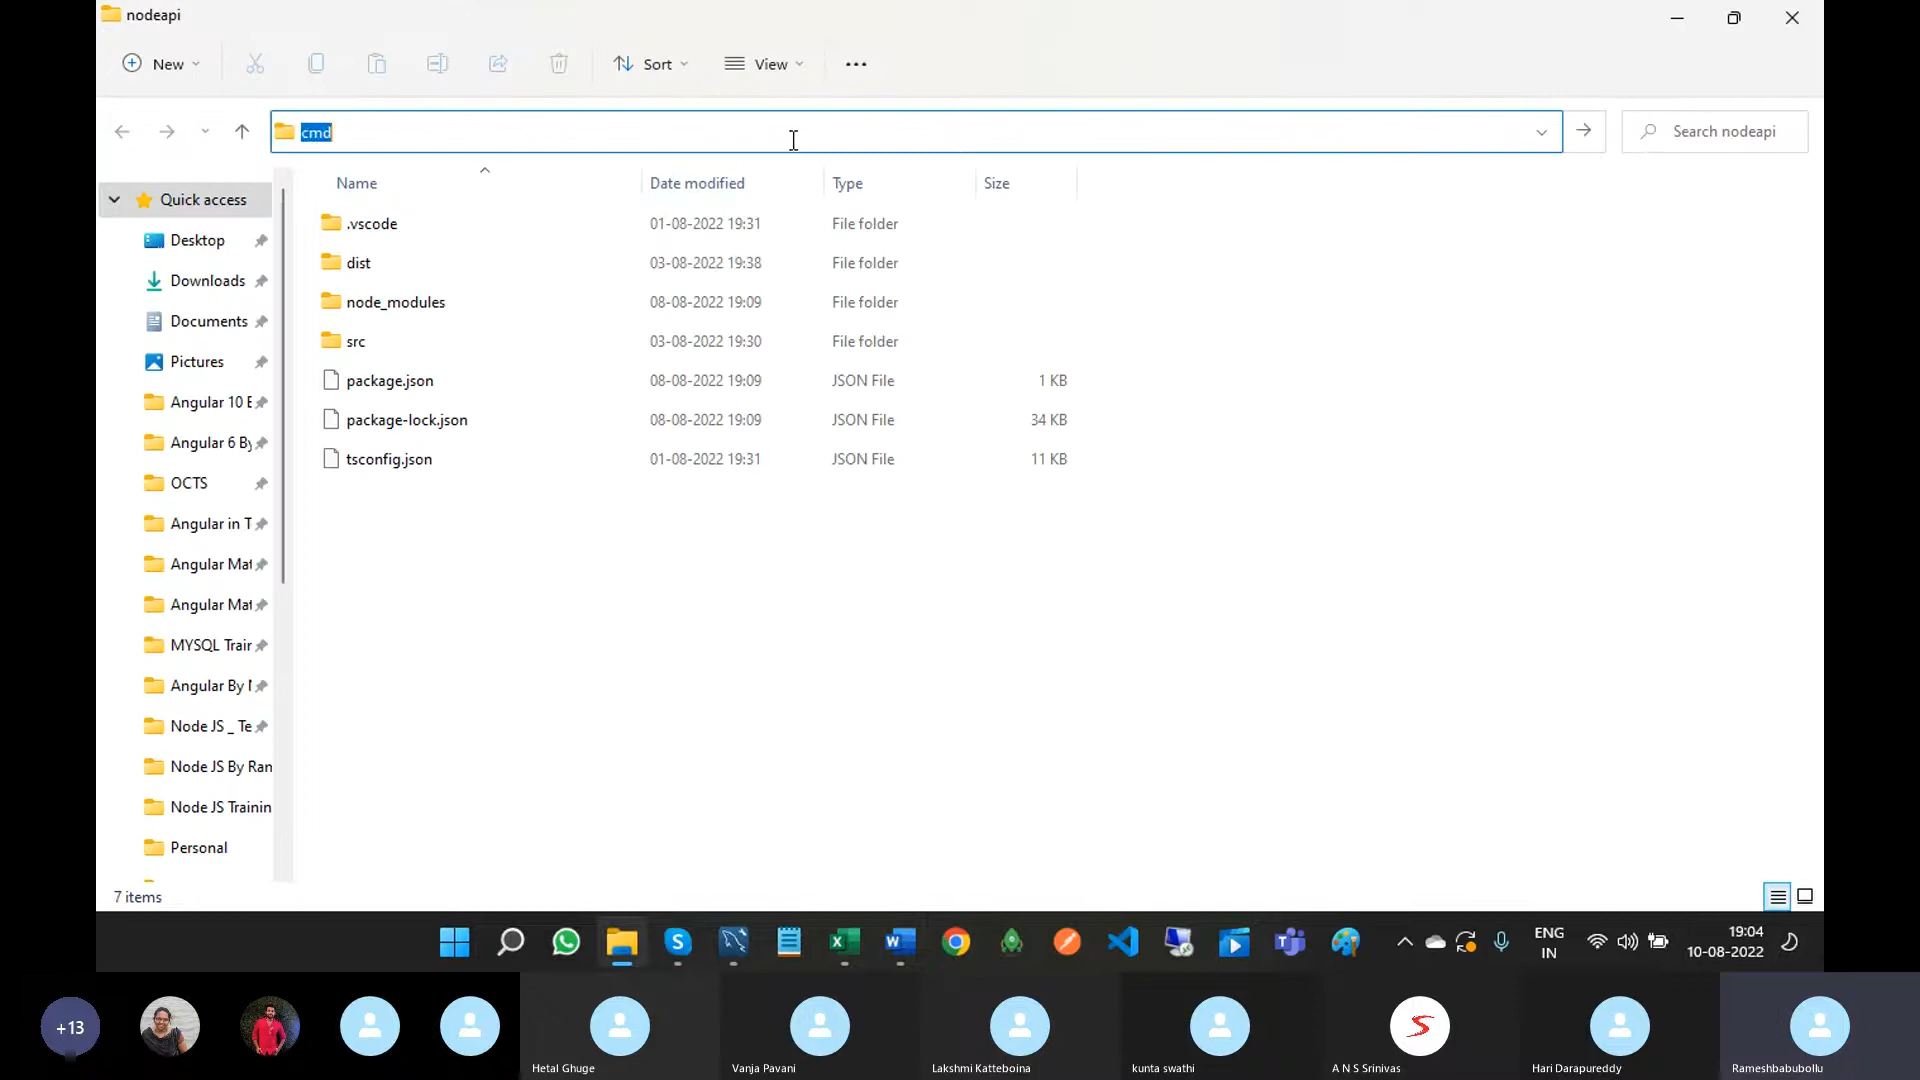 nodeapi
New
Sort
View
cmd
Search nodeapi
Name
Date modified
Type
Size
.vscode 01-08-2022 19:31 File folder
dist 03-08-2022 19:38 File folder
node_modules 08-08-2022 19:09 File folder
src 03-08-2022 19:30 File folder
package.json 08-08-2022 19:09 JSON File 1 KB
package-lock.json 08-08-2022 19:09 JSON File 34 KB
tsconfig.json 01-08-2022 19:31 JSON File 11 KB
Quick access
Desktop
Downloads
Documents
Pictures
Angular 10 E
Angular 6 By
OCTS
Angular in T
Angular Mat
Angular Mat
MYSQL Train
Angular By
Node JS _ Te
Node JS By Ran
Node JS Trainin
Personal
7 items
ENG
IN
19:04
10-08-2022
+13
Hetal Ghuge
Vanja Pavani
Lakshmi Katteboina
kunta swathi
A N S Srinivas
Hari Darapureddy
Rameshbabubollu